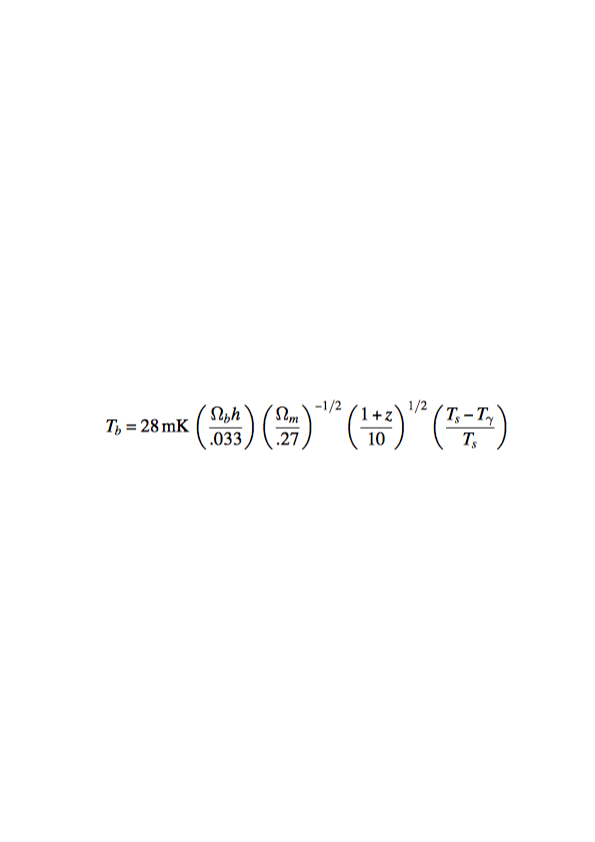 T_b = 28 mK (Ω_b h / .033) (Ω_m / .27)^{−1/2} (1 + z / 10)^{1/2} (T_s − T_γ / T_s)